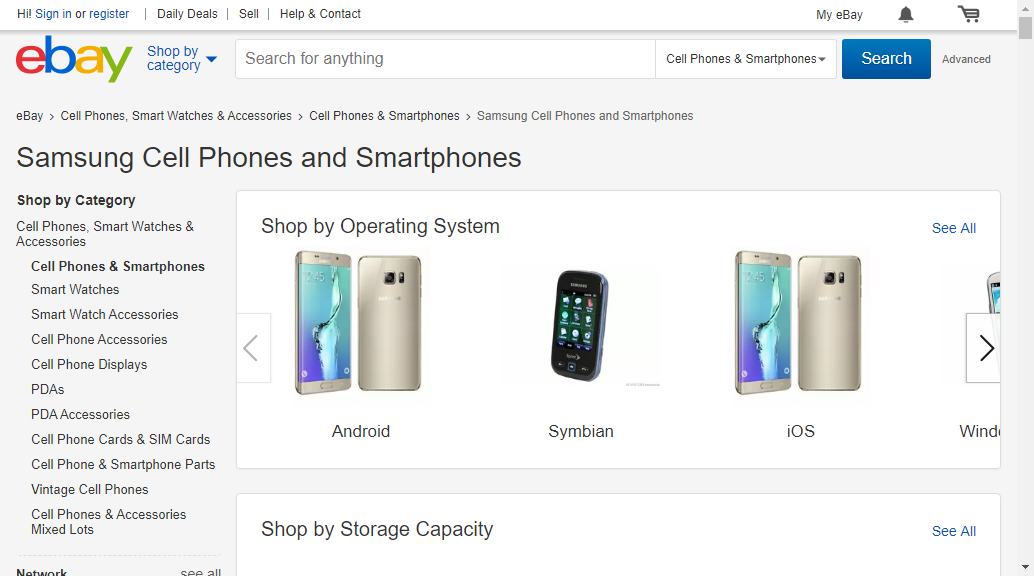 Hi! Sign in or register
Daily Deals
Sell
Help & Contact
My eBay
ebay
Shop by
category
Search for anything
Cell Phones & Smartphones
Search
Advanced
eBay > Cell Phones, Smart Watches & Accessories > Cell Phones & Smartphones > Samsung Cell Phones and Smartphones
Samsung Cell Phones and Smartphones
Shop by Category
Cell Phones, Smart Watches &
Accessories
Cell Phones & Smartphones
Smart Watches
Smart Watch Accessories
Cell Phone Accessories
Cell Phone Displays
PDAs
PDA Accessories
Cell Phone Cards & SIM Cards
Cell Phone & Smartphone Parts
Vintage Cell Phones
Cell Phones & Accessories
Mixed Lots
Network
see all
Shop by Operating System
See All
Android
Symbian
iOS
Wind
Shop by Storage Capacity
See All